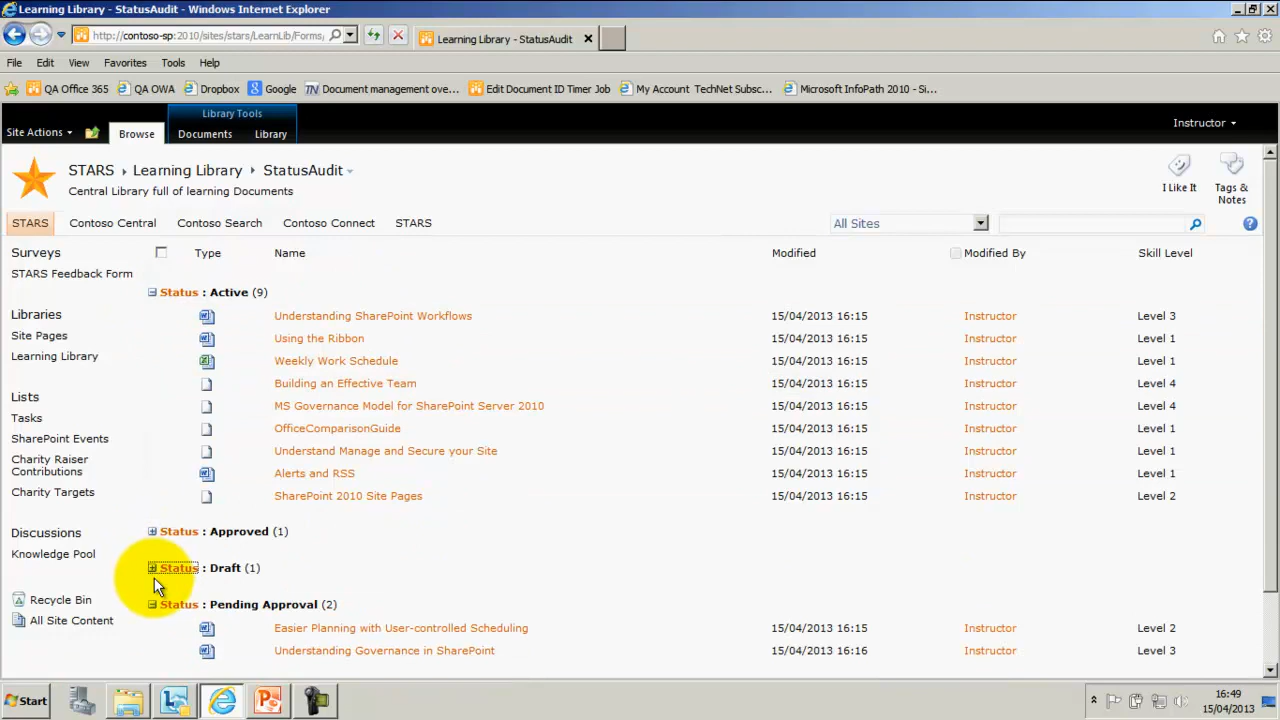 Learning Library - StatusAudit - Windows Internet Explorer
http://contoso-sp:2010/sites/stars/LearnLib/Forms,
Learning Library - StatusAudit
File Edit View Favorites Tools Help
QA Office 365 QA OWA Dropbox Google Document management ove... Edit Document ID Timer Job My Account TechNet Subsc... Microsoft InfoPath 2010 - Si...
Library Tools
Site Actions Browse Documents Library Instructor
STARS Learning Library StatusAudit
Central Library full of learning Documents
I Like It
Tags & Notes
STARS Contoso Central Contoso Search Contoso Connect STARS All Sites
Surveys
STARS Feedback Form
Libraries
Site Pages
Learning Library
Lists
Tasks
SharePoint Events
Charity Raiser
Contributions
Charity Targets
Discussions
Knowledge Pool
Recycle Bin
All Site Content
Type Name Modified Modified By Skill Level
Status : Active (9)
Understanding SharePoint Workflows 15/04/2013 16:15 Instructor Level 3
Using the Ribbon 15/04/2013 16:15 Instructor Level 1
Weekly Work Schedule 15/04/2013 16:15 Instructor Level 1
Building an Effective Team 15/04/2013 16:15 Instructor Level 4
MS Governance Model for SharePoint Server 2010 15/04/2013 16:15 Instructor Level 4
OfficeComparisonGuide 15/04/2013 16:15 Instructor Level 1
Understand Manage and Secure your Site 15/04/2013 16:15 Instructor Level 1
Alerts and RSS 15/04/2013 16:15 Instructor Level 1
SharePoint 2010 Site Pages 15/04/2013 16:15 Instructor Level 2
Status : Approved (1)
Status : Draft (1)
Status : Pending Approval (2)
Easier Planning with User-controlled Scheduling 15/04/2013 16:15 Instructor Level 2
Understanding Governance in SharePoint 15/04/2013 16:16 Instructor Level 3
Start
16:49
15/04/2013